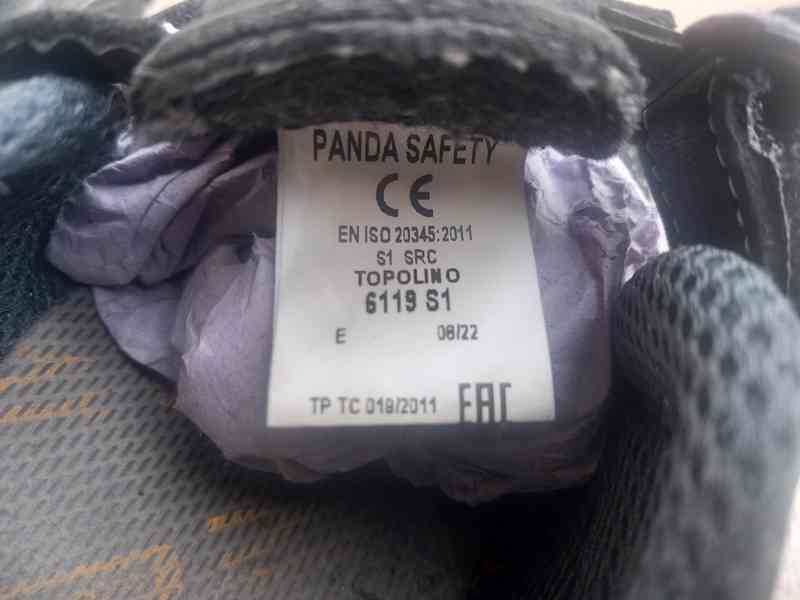 PANDA SAFETY
CE
EN ISO 20345:2011
S1 SRC
TOPOLINO
6119 S1
E 08/22
TP TC 019/2011 EAC